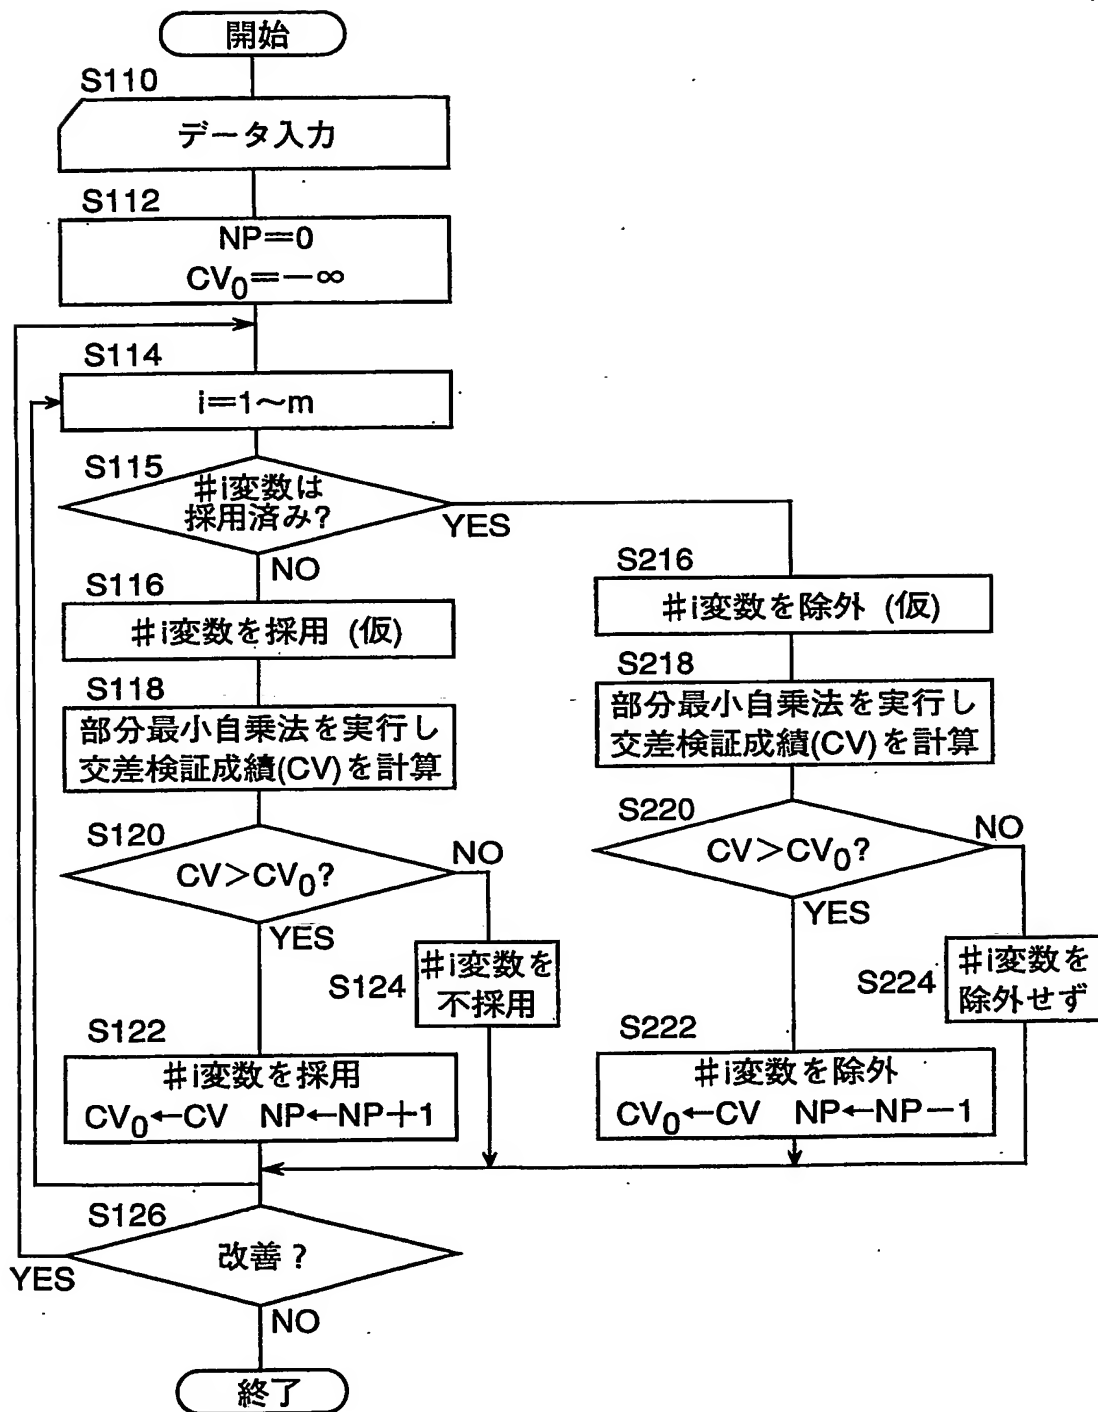 開始
S110
データ入力
S112
NP=0
CV₀=−∞
S114
i=1〜m
S115
#i変数は
採用済み?
YES
NO
S116
#i変数を採用 (仮)
S118
部分最小自乗法を実行し
交差検証成績(CV)を計算
S120
CV>CV₀?
NO
YES
S124
#i変数を
不採用
S122
#i変数を採用
CV₀←CV NP←NP+1
S216
#i変数を除外 (仮)
S218
部分最小自乗法を実行し
交差検証成績(CV)を計算
S220
CV>CV₀?
NO
YES
S224
#i変数を
除外せず
S222
#i変数を除外
CV₀←CV NP←NP−1
S126
改善?
YES
NO
終了